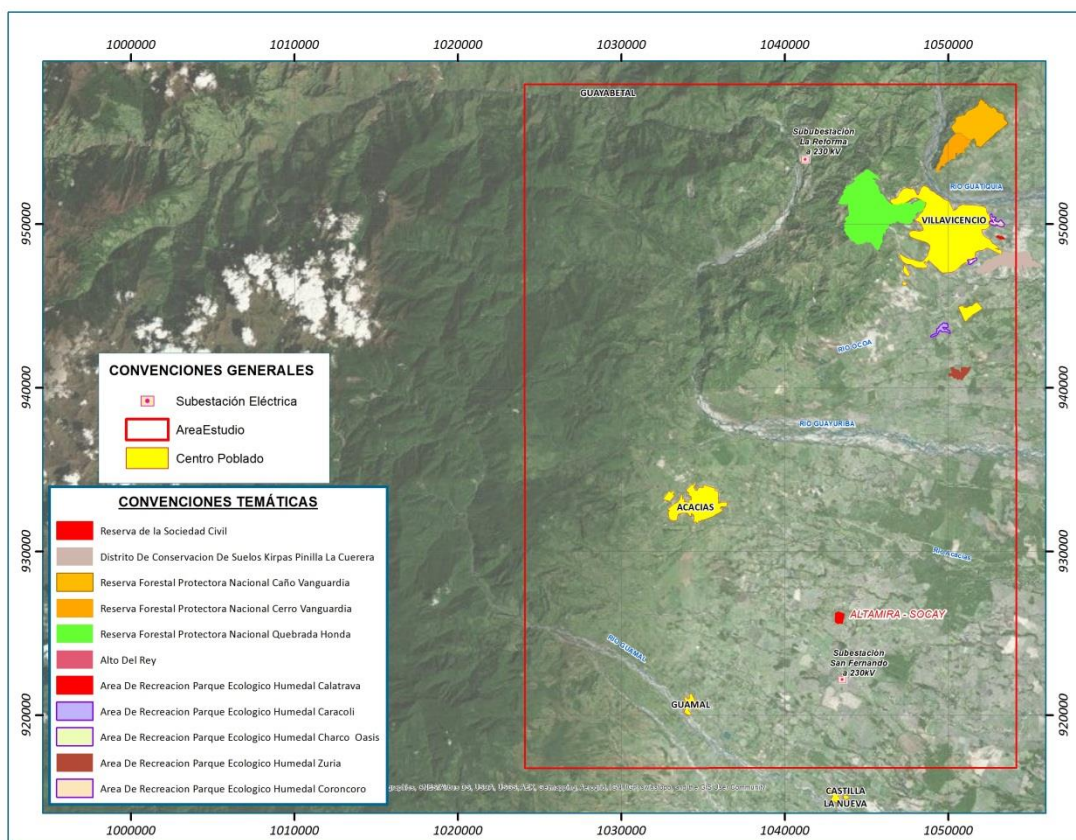 1000000 1010000 1020000 1030000 1040000 1050000
GUAYABETAL
Sububestación
La Reforma
a 230 kV
RIO GUATIQUIA
VILLAVICENCIO
950000 950000
RIO OCOA
940000 940000
RIO GUAYURIBA
CONVENCIONES GENERALES
Subestación Eléctrica
AreaEstudio
Centro Poblado
ACACIAS
930000 930000
Rio Acacias
ALTAMIRA - SOCAY
RIO GUAMAL
Subestación
San Fernando
a 230kV
GUAMAL
920000 920000
CASTILLA
LA NUEVA
CONVENCIONES TEMÁTICAS
Reserva de la Sociedad Civil
Distrito De Conservacion De Suelos Kirpas Pinilla La Cuerera
Reserva Forestal Protectora Nacional Caño Vanguardia
Reserva Forestal Protectora Nacional Cerro Vanguardia
Reserva Forestal Protectora Nacional Quebrada Honda
Alto Del Rey
Area De Recreacion Parque Ecologico Humedal Calatrava
Area De Recreacion Parque Ecologico Humedal Caracoli
Area De Recreacion Parque Ecologico Humedal Charco Oasis
Area De Recreacion Parque Ecologico Humedal Zuria
Area De Recreacion Parque Ecologico Humedal Coroncoro
1000000 1010000 1020000 1030000 1040000 1050000